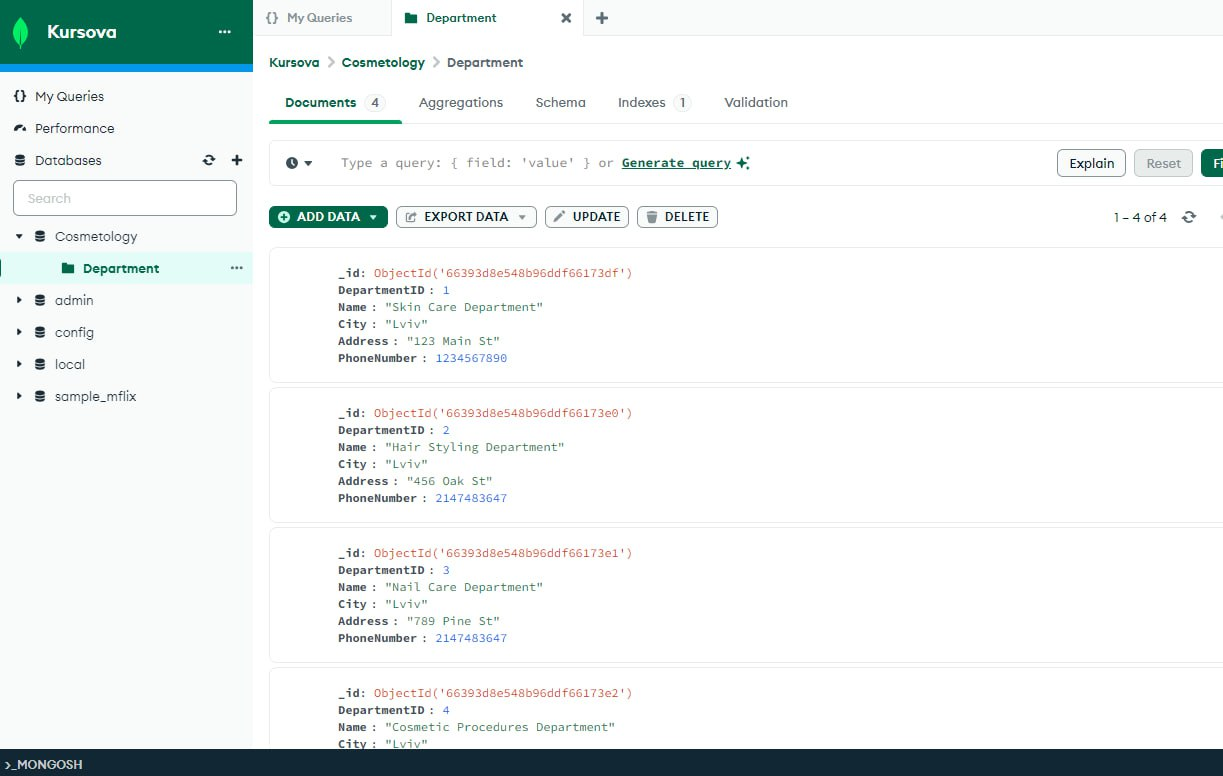 Kursova
My Queries
Performance
Databases
Search
Cosmetology
Department
admin
config
local
sample_mflix
{} My Queries
Department
Kursova > Cosmetology > Department
Documents 4 Aggregations Schema Indexes 1 Validation
Type a query: { field: 'value' } or Generate query
Explain Reset Fi
ADD DATA EXPORT DATA UPDATE DELETE
1 – 4 of 4
_id: ObjectId('66393d8e548b96ddf66173df')
DepartmentID : 1
Name : "Skin Care Department"
City : "Lviv"
Address : "123 Main St"
PhoneNumber : 1234567890
_id: ObjectId('66393d8e548b96ddf66173e0')
DepartmentID : 2
Name : "Hair Styling Department"
City : "Lviv"
Address : "456 Oak St"
PhoneNumber : 2147483647
_id: ObjectId('66393d8e548b96ddf66173e1')
DepartmentID : 3
Name : "Nail Care Department"
City : "Lviv"
Address : "789 Pine St"
PhoneNumber : 2147483647
_id: ObjectId('66393d8e548b96ddf66173e2')
DepartmentID : 4
Name : "Cosmetic Procedures Department"
City : "Lviv"
>_MONGOSH